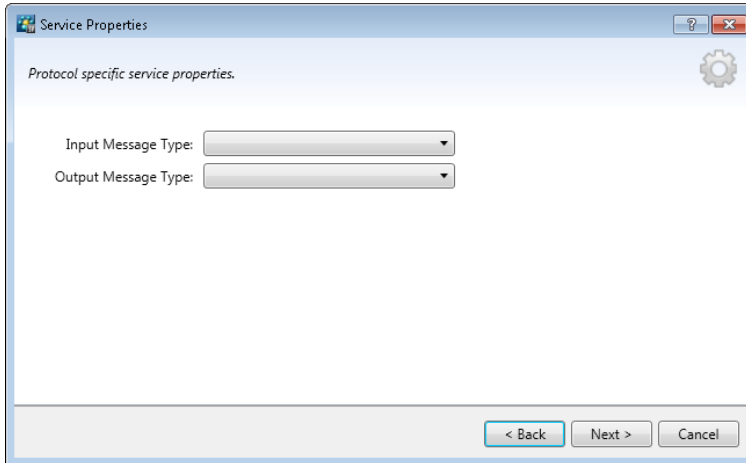 Service Properties
?
Protocol specific service properties.
Input Message Type:
Output Message Type:
< Back Next > Cancel